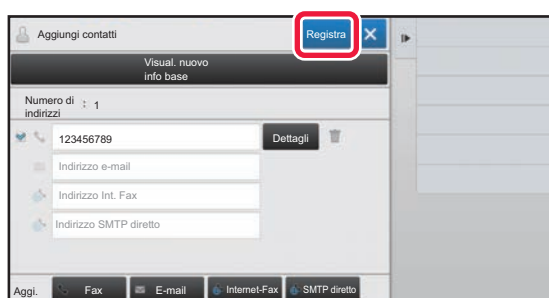 Aggiungi contatti
Registra
Visual. nuovo
info base
Numero di
indirizzi
: 1
123456789
Dettagli
Indirizzo e-mail
Indirizzo Int. Fax
Indirizzo SMTP diretto
Aggi.
Fax
E-mail
Internet-Fax
SMTP diretto